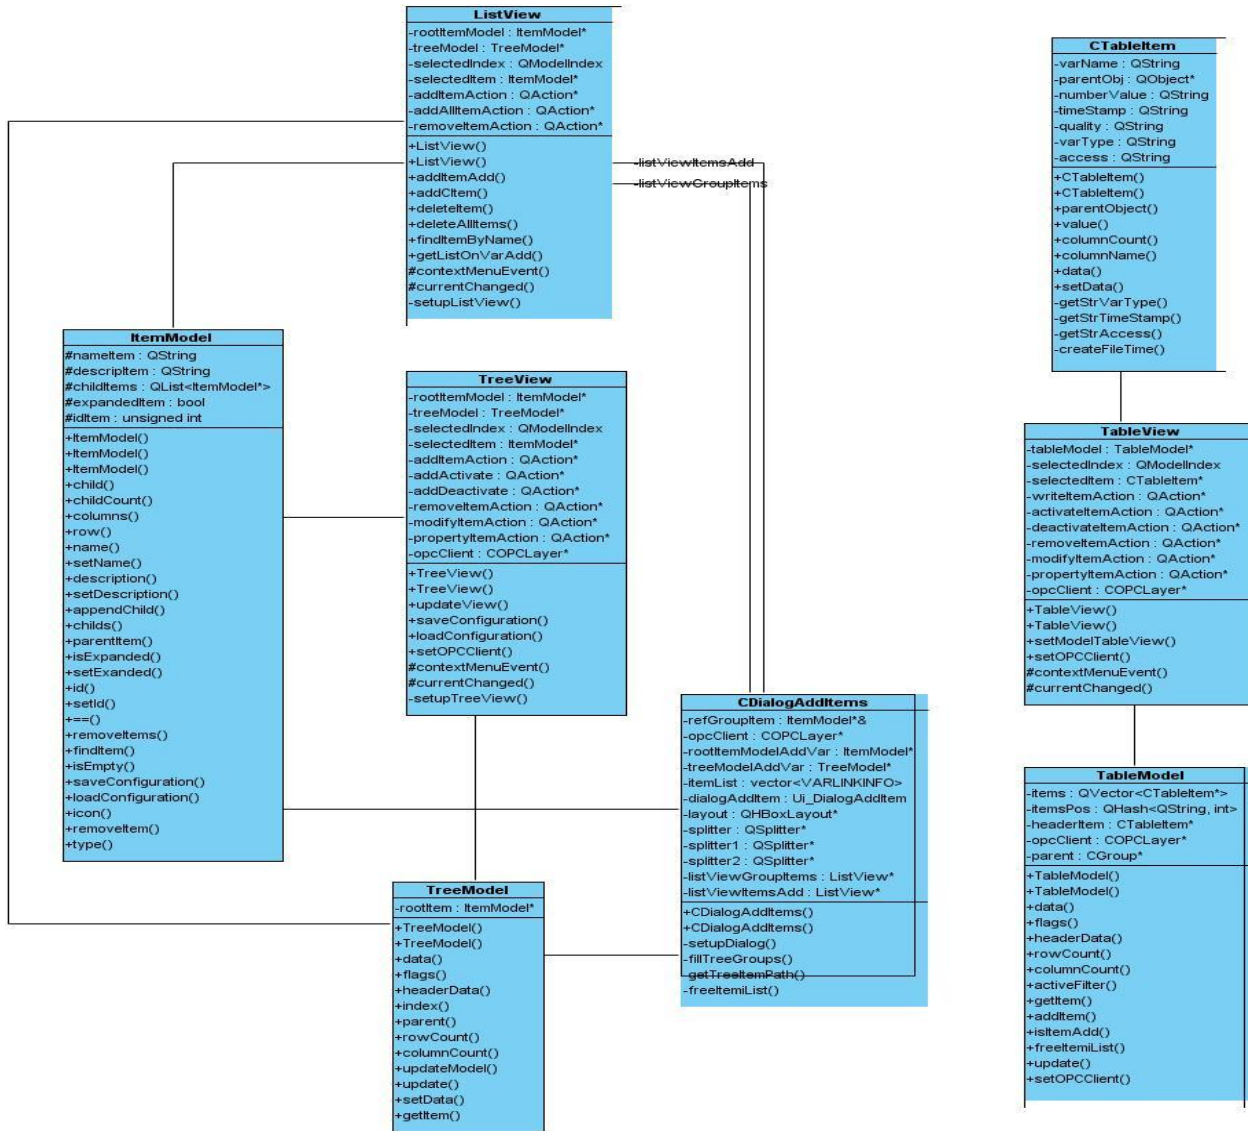 ListView
-rootItemModel : ItemModel*
-treeModel : TreeModel*
-selectedIndex : QModelIndex
-selectedItem : ItemModel*
-addItemAction : QAction*
-addAllItemAction : QAction*
-removeItemAction : QAction*
+ListView()
+ListView()
+addItemAdd()
+addCItem()
+deleteItem()
+deleteAllItems()
+findItemByName()
+getListOnVarAdd()
#contextMenuEvent()
#currentChanged()
-setupListView()
-listViewItemsAdd
-listViewGroupItems
CTableItem
-varName : QString
-parentObj : QObject*
-numberValue : QString
-timeStamp : QString
-quality : QString
-varType : QString
-access : QString
+CTableItem()
+CTableItem()
+parentObject()
+value()
+columnCount()
+columnName()
+data()
+setData()
-getStrVarType()
-getStrTimeStamp()
-getStrAccess()
-createFileTime()
ItemModel
#nameItem : QString
#descripItem : QString
#childItems : QList<ItemModel*>
#expandedItem : bool
#idItem : unsigned int
+ItemModel()
+ItemModel()
+ItemModel()
+child()
+childCount()
+columns()
+row()
+name()
+setName()
+description()
+setDescription()
+appendChild()
+childs()
+parentItem()
+isExpanded()
+setExanded()
+id()
+setId()
+==()
+removeItems()
+findItem()
+isEmpty()
+saveConfiguration()
+loadConfiguration()
+icon()
+removeItem()
+type()
TreeView
-rootItemModel : ItemModel*
-treeModel : TreeModel*
-selectedIndex : QModelIndex
-selectedItem : ItemModel*
-addItemAction : QAction*
-addActivate : QAction*
-addDeactivate : QAction*
-removeItemAction : QAction*
-modifyItemAction : QAction*
-propertyItemAction : QAction*
-opcClient : COPCLayer*
+TreeView()
+TreeView()
+updateView()
+saveConfiguration()
+loadConfiguration()
+setOPCClient()
#contextMenuEvent()
#currentChanged()
-setupTreeView()
TableView
-tableModel : TableModel*
-selectedIndex : QModelIndex
-selectedItem : CTableItem*
-writeItemAction : QAction*
-activateItemAction : QAction*
-deactivateItemAction : QAction*
-removeItemAction : QAction*
-modifyItemAction : QAction*
-propertyItemAction : QAction*
-opcClient : COPCLayer*
+TableView()
+TableView()
+setModelTableView()
+setOPCClient()
#contextMenuEvent()
#currentChanged()
CDialogAddItems
-refGroupItem : ItemModel*&
-opcClient : COPCLayer*
-rootItemModelAddVar : ItemModel*
-treeModelAddVar : TreeModel*
-itemList : vector<VARLINKINFO>
-dialogAddItem : Ui_DialogAddItem
-layout : QHBoxLayout*
-splitter : QSplitter*
-splitter1 : QSplitter*
-splitter2 : QSplitter*
-listViewGroupItems : ListView*
-listViewItemsAdd : ListView*
+CDialogAddItems()
+CDialogAddItems()
-setupDialog()
-fillTreeGroups()
-getTreeItemPath()
-freeItemiList()
TreeModel
-rootItem : ItemModel*
+TreeModel()
+TreeModel()
+data()
+flags()
+headerData()
+index()
+parent()
+rowCount()
+columnCount()
+updateModel()
+update()
+setData()
+getItem()
TableModel
-items : QVector<CTableItem*>
-itemsPos : QHash<QString, int>
-headerItem : CTableItem*
-opcClient : COPCLayer*
-parent : CGroup*
+TableModel()
+TableModel()
+data()
+flags()
+headerData()
+rowCount()
+columnCount()
+activeFilter()
+getItem()
+addItem()
+isItemAdd()
+freeItemiList()
+update()
+setOPCClient()